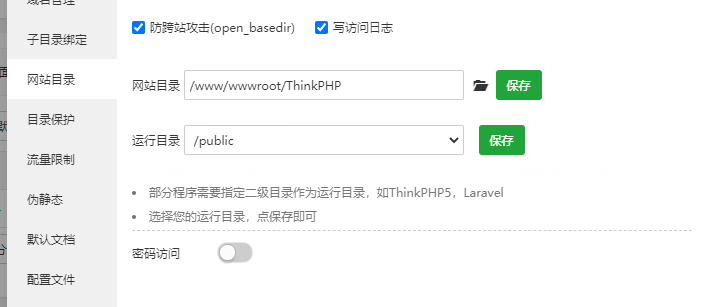 域名管理
子目录绑定
网站目录
目录保护
流量限制
伪静态
默认文档
配置文件
防跨站攻击(open_basedir)
写访问日志
网站目录 /www/wwwroot/ThinkPHP 保存
运行目录 /public 保存
部分程序需要指定二级目录作为运行目录，如ThinkPHP5，Laravel
选择您的运行目录，点保存即可
密码访问